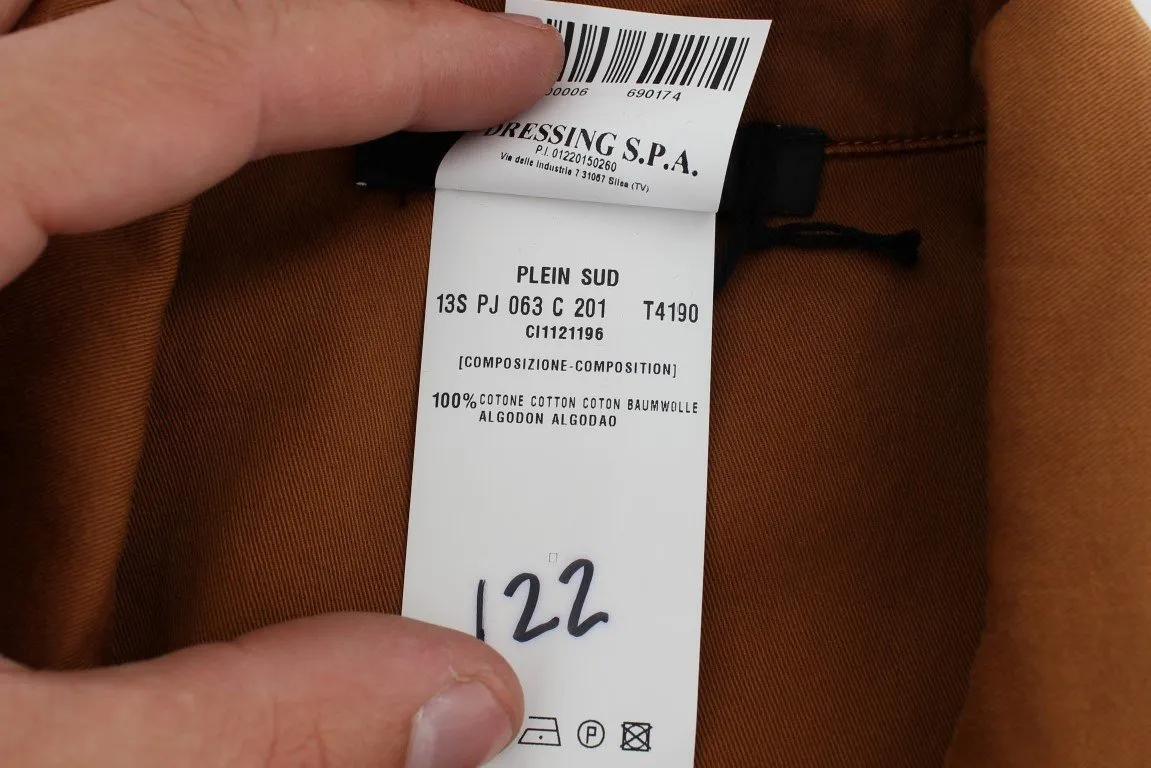 690174
DRESSING S.P.A.
P.I. 01220150260
Via delle Industrie 7 31057 Silea (TV)
PLEIN SUD
13S PJ 063 C 201 T4190
CI1121196
[COMPOSIZIONE-COMPOSITION]
100% COTONE COTTON COTON BAUMWOLLE
ALGODON ALGODAO
122
P